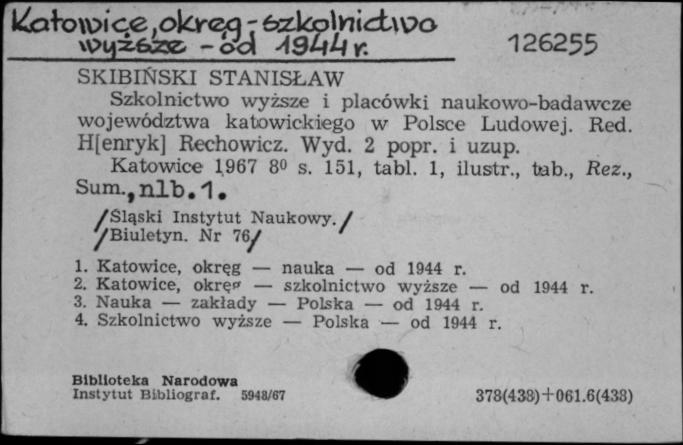 Katowice, okręg - szkolnictwo
wyższe - od 1944 r.
126255
SKIBIŃSKI STANISŁAW
Szkolnictwo wyższe i placówki naukowo-badawcze
województwa katowickiego w Polsce Ludowej. Red.
H[enryk] Rechowicz. Wyd. 2 popr. i uzup.
Katowice 1967 8⁰ s. 151, tabl. 1, ilustr., tab., Rez.,
Sum., nlb. 1.
/Śląski Instytut Naukowy./
/Biuletyn. Nr 76/
1. Katowice, okręg — nauka — od 1944 r.
2. Katowice, okręg — szkolnictwo wyższe — od 1944 r.
3. Nauka — zakłady — Polska — od 1944 r.
4. Szkolnictwo wyższe — Polska — od 1944 r.
Biblioteka Narodowa
Instytut Bibliograf. 5948/67
378(438)+061.6(438)